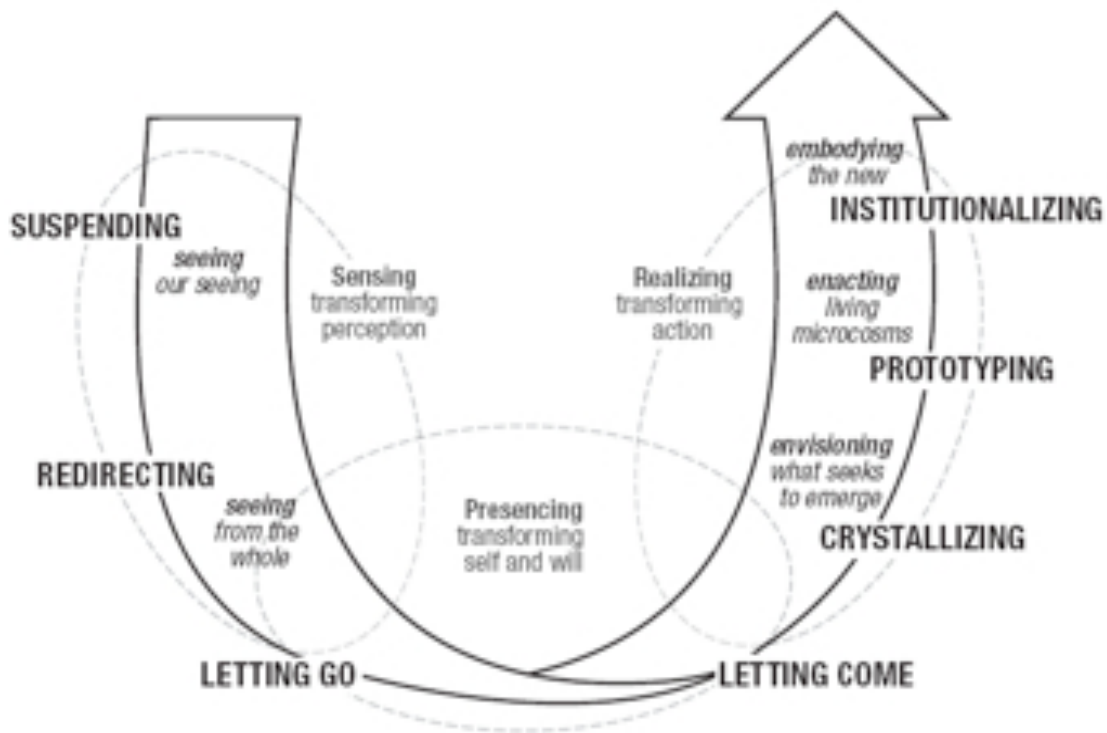 embodying
the new
SUSPENDING
INSTITUTIONALIZING
seeing
our seeing
Sensing
transforming
perception
Realizing
transforming
action
enacting
living
microcosms
PROTOTYPING
REDIRECTING
envisioning
what seeks
to emerge
seeing
from the
whole
Presencing
transforming
self and will
CRYSTALLIZING
LETTING GO
LETTING COME